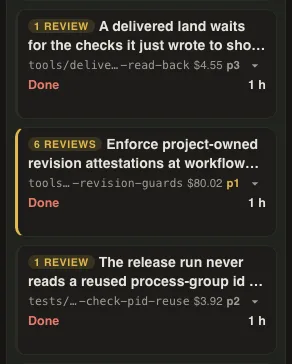 1 REVIEW A delivered land waits
for the checks it just wrote to sho…
tools/delive…-read-back $4.55 p3
Done 1 h
6 REVIEWS Enforce project-owned
revision attestations at workflow…
tools…-revision-guards $80.02 p1
Done 1 h
1 REVIEW The release run never
reads a reused process-group id …
tests/…-check-pid-reuse $3.92 p2
Done 1 h